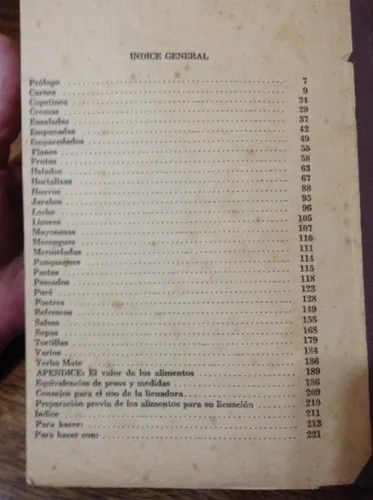 INDICE GENERAL
Prólogo 7
Carnes 9
Copetines 24
Cremas 29
Ensaladas 37
Empanadas 42
Emparedados 49
Flanes 55
Frutas 58
Helados 63
Hortalizas 67
Huevos 88
Jarabes 95
Leche 96
Licores 105
Mayonesas 107
Merengues 110
Mermeladas 111
Panqueques 114
Pastas 115
Pescados 118
Puré 123
Postres 128
Refrescos 149
Salsas 158
Sopas 168
Tortillas 179
Varios 184
Yerba Mate 186
APENDICE: El valor de los alimentos 189
Equivalencias de pesos y medidas 186
Consejos para el uso de la licuadora 209
Preparación previa de los alimentos para su licunción 210
Indice 211
Para hacer: 213
Para hacer con: 221